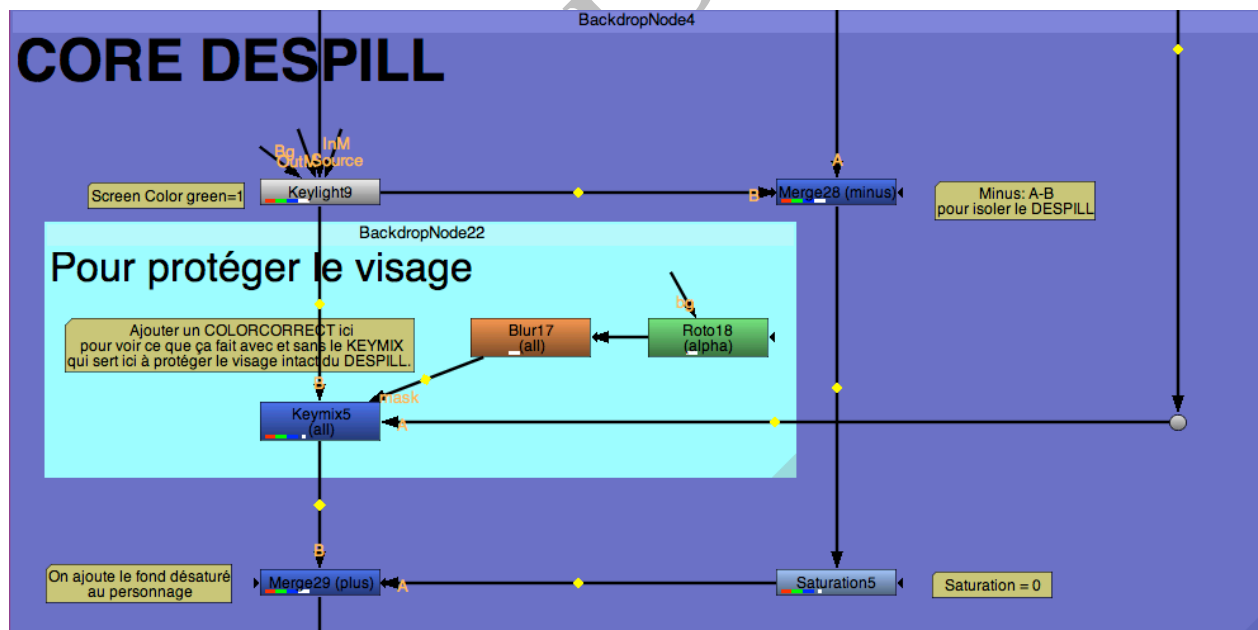 BackdropNode4
CORE DESPILL
InM
Bg
OutM
Source
A
Screen Color green=1
Keylight9
B
Merge28 (minus)
Minus: A-B
pour isoler le DESPILL
BackdropNode22
Pour protéger le visage
bg
Ajouter un COLORCORRECT ici
pour voir ce que ça fait avec et sans le KEYMIX
qui sert ici à protéger le visage intact du DESPILL.
Blur17
(all)
Roto18
(alpha)
B
mask
Keymix5
(all)
A
B
On ajoute le fond désaturé
au personnage
Merge29 (plus)
A
Saturation5
Saturation = 0